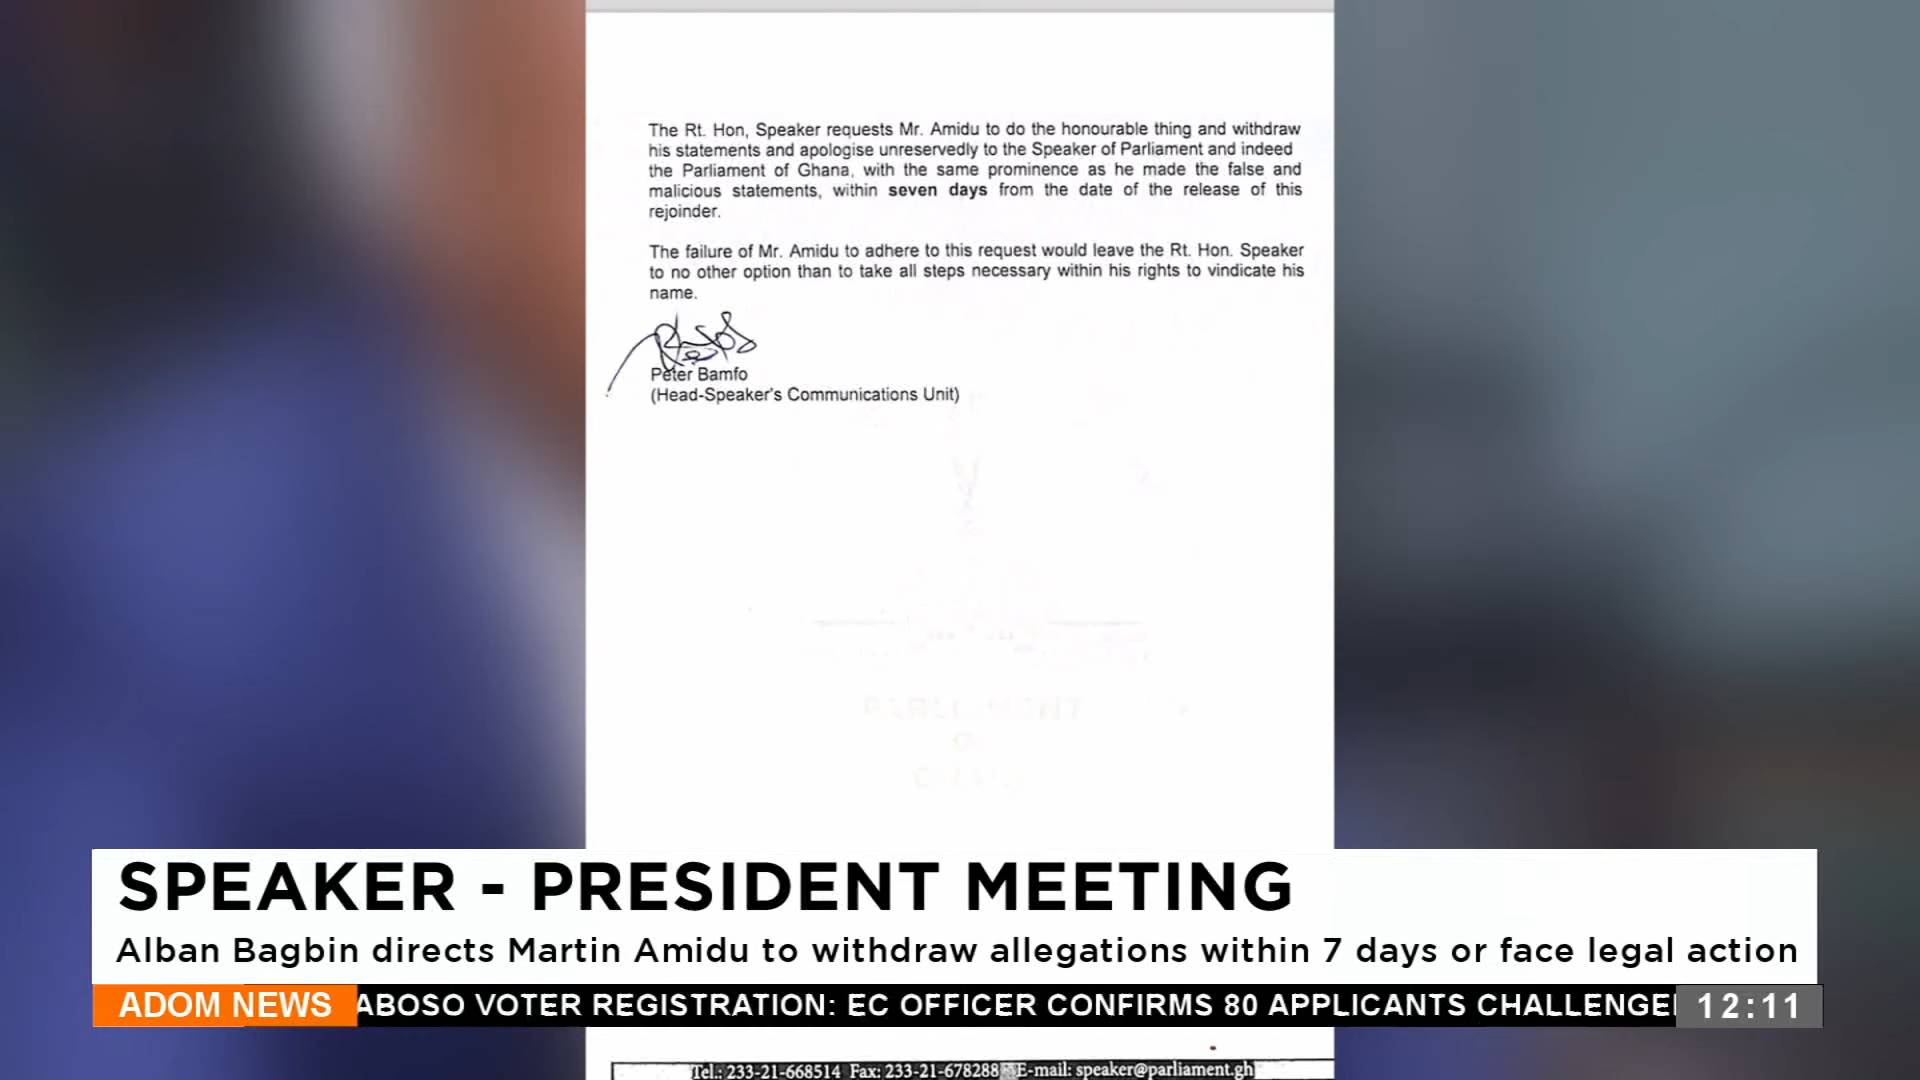 The Rt. Hon, Speaker requests Mr. Amidu to do the honourable thing and withdraw
his statements and apologise unreservedly to the Speaker of Parliament and indeed
the Parliament of Ghana, with the same prominence as he made the false and
malicious statements, within seven days from the date of the release of this
rejoinder.
The failure of Mr. Amidu to adhere to this request would leave the Rt. Hon. Speaker
to no other option than to take all steps necessary within his rights to vindicate his
name.
Peter Bamfo
(Head-Speaker's Communications Unit)
PARLIAMENT
SPEAKER - PRESIDENT MEETING
Alban Bagbin directs Martin Amidu to withdraw allegations within 7 days or face legal action
ADOM NEWS ABOSO VOTER REGISTRATION: EC OFFICER CONFIRMS 80 APPLICANTS CHALLENGE 12:11
Tel.: 233-21-668514 Fax: 233-21-678288 E-mail: speaker@parliament.gh